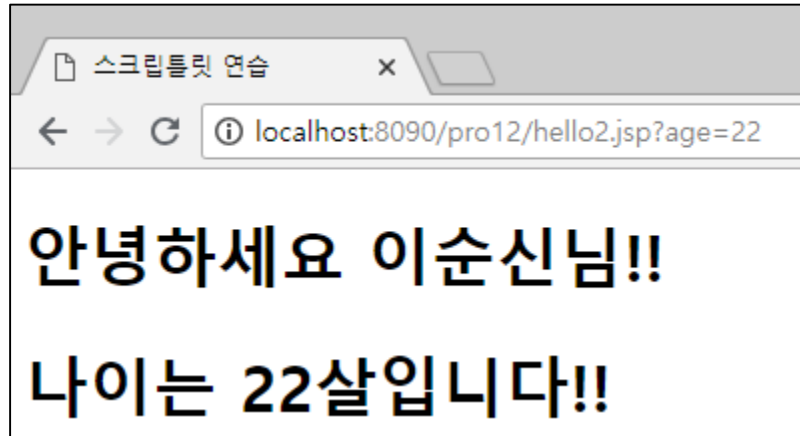 스크립틀릿 연습
localhost:8090/pro12/hello2.jsp?age=22
안녕하세요 이순신님!!
나이는 22살입니다!!